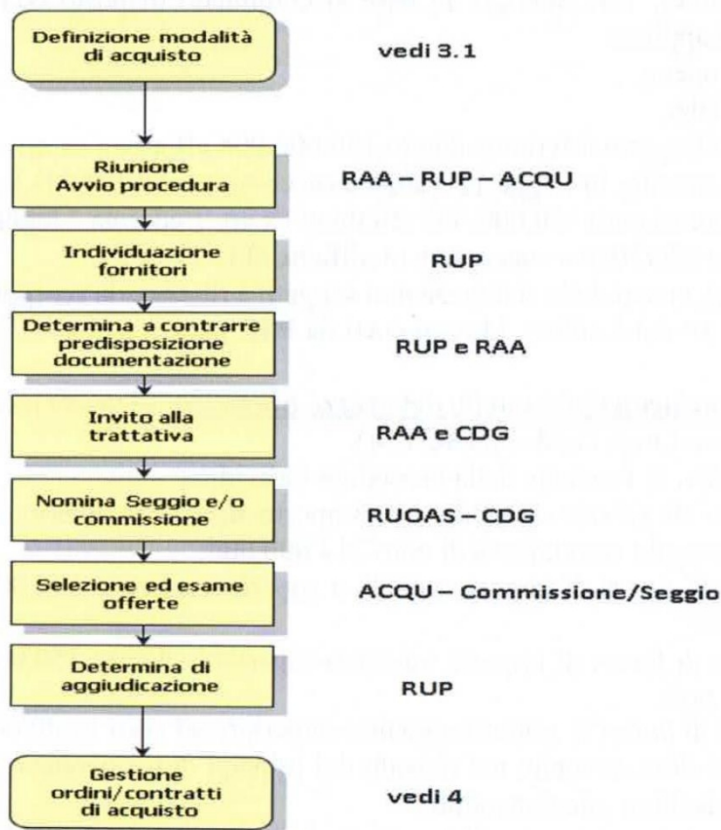 Definizione modalità
di acquisto
vedi 3.1
Riunione
Avvio procedura
RAA – RUP – ACQU
Individuazione
fornitori
RUP
Determina a contrarre
predisposizione
documentazione
RUP e RAA
Invito alla
trattativa
RAA e CDG
Nomina Seggio e/o
commissione
RUOAS - CDG
Selezione ed esame
offerte
ACQU – Commissione/Seggio
Determina di
aggiudicazione
RUP
Gestione
ordini/contratti
di acquisto
vedi 4